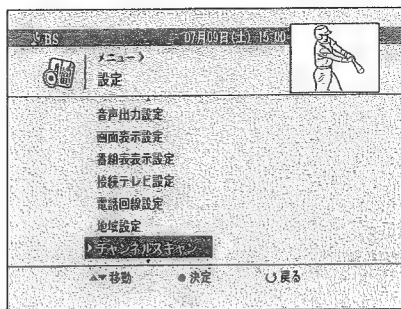 BS 07月09日(土) 15:00
メニュー〉
設定
音声出力設定
画面表示設定
番組表表示設定
接続テレビ設定
電話回線設定
地域設定
チャンネルスキャン
▲▼移動 ●決定 戻る